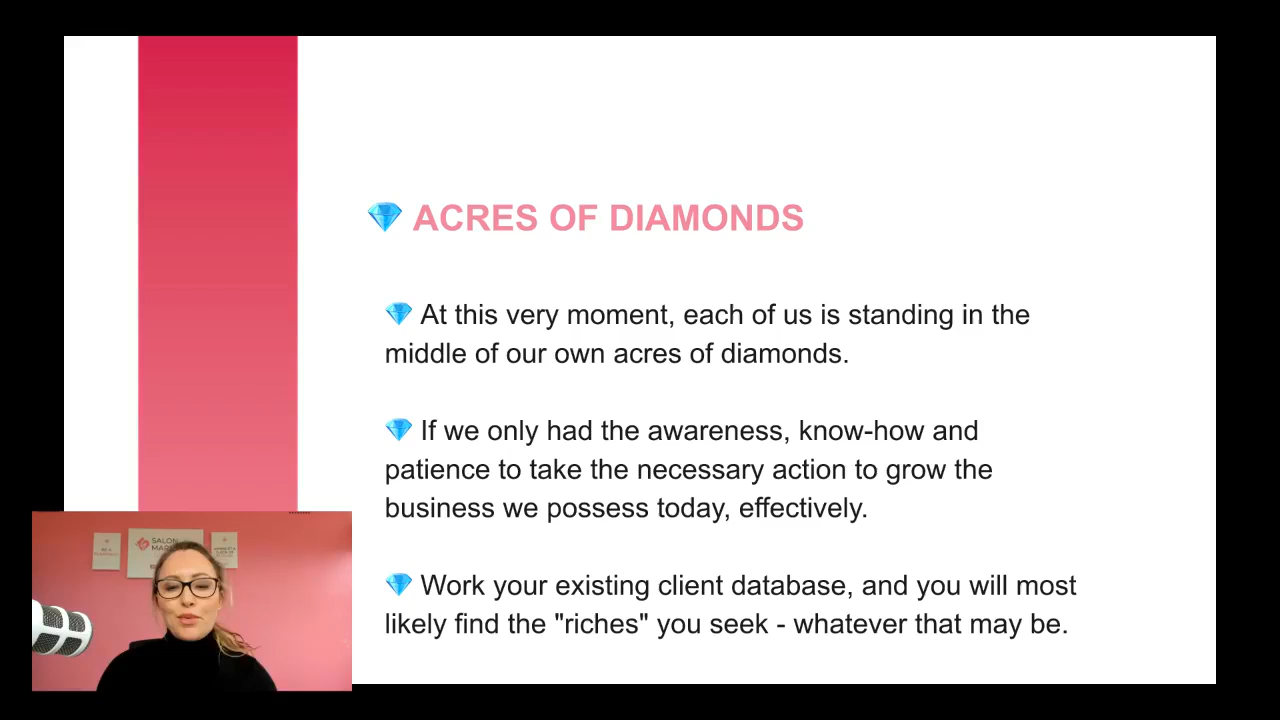 💎 ACRES OF DIAMONDS
💎 At this very moment, each of us is standing in the
middle of our own acres of diamonds.
💎 If we only had the awareness, know-how and
patience to take the necessary action to grow the
business we possess today, effectively.
💎 Work your existing client database, and you will most
likely find the "riches" you seek - whatever that may be.
SALON